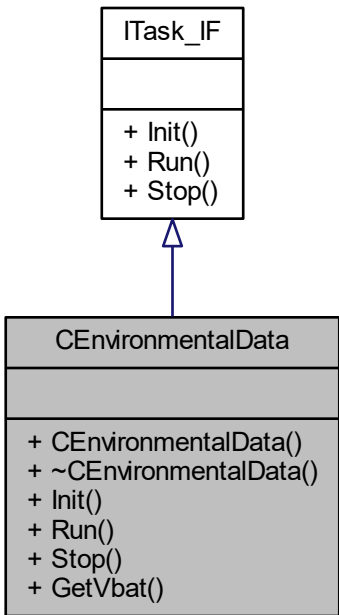 ITask_IF
+ Init()
+ Run()
+ Stop()
CEnvironmentalData
+ CEnvironmentalData()
+ ~CEnvironmentalData()
+ Init()
+ Run()
+ Stop()
+ GetVbat()